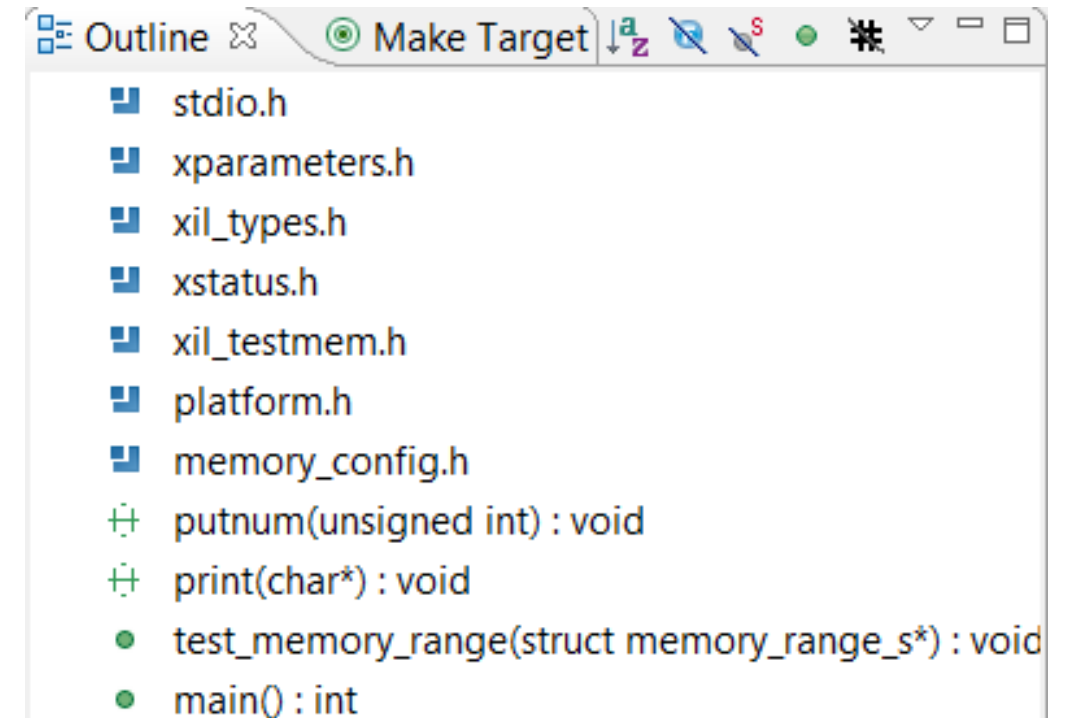 Outline Make Target
stdio.h
xparameters.h
xil_types.h
xstatus.h
xil_testmem.h
platform.h
memory_config.h
putnum(unsigned int) : void
print(char*) : void
test_memory_range(struct memory_range_s*) : void
main() : int